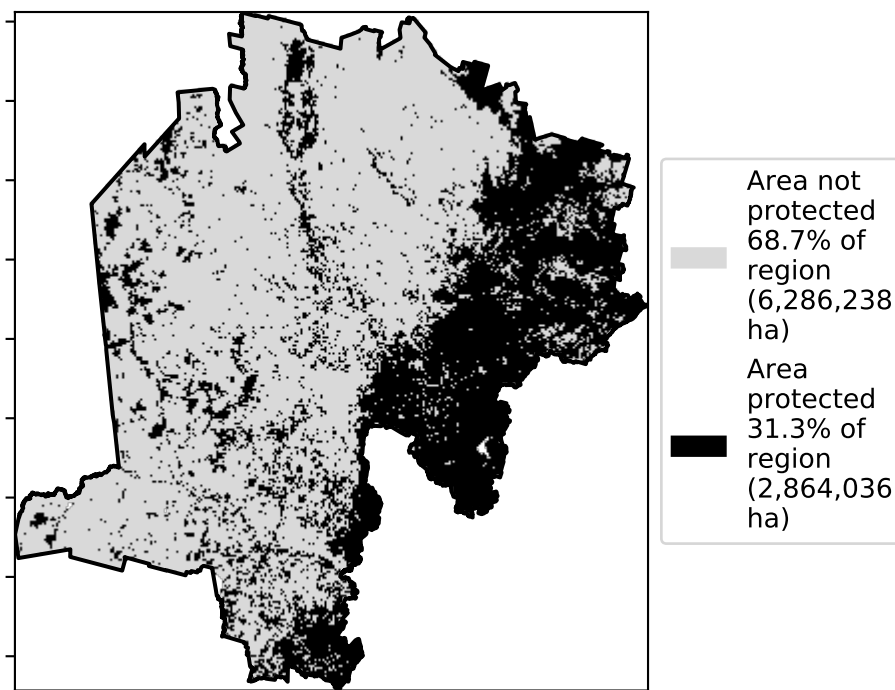 Area not
protected
68.7% of
region
(6,286,238
ha)
Area
protected
31.3% of
region
(2,864,036
ha)